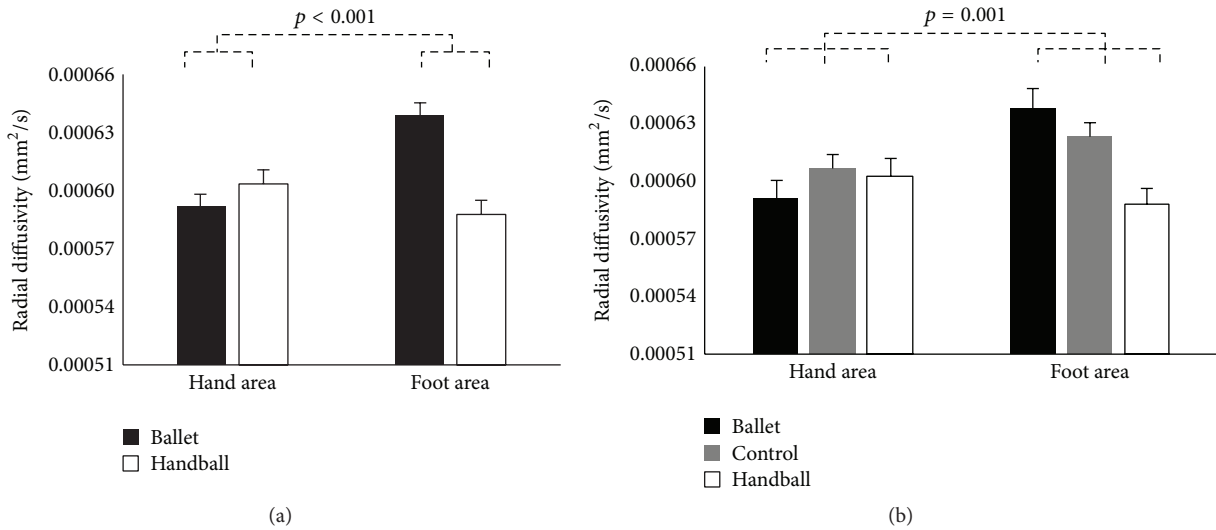 p < 0.001
Radial diffusivity (mm²/s)
0.00066
0.00063
0.00060
0.00057
0.00054
0.00051
Hand area
Foot area
Ballet
Handball
(a)
p = 0.001
Radial diffusivity (mm²/s)
0.00066
0.00063
0.00060
0.00057
0.00054
0.00051
Hand area
Foot area
Ballet
Control
Handball
(b)